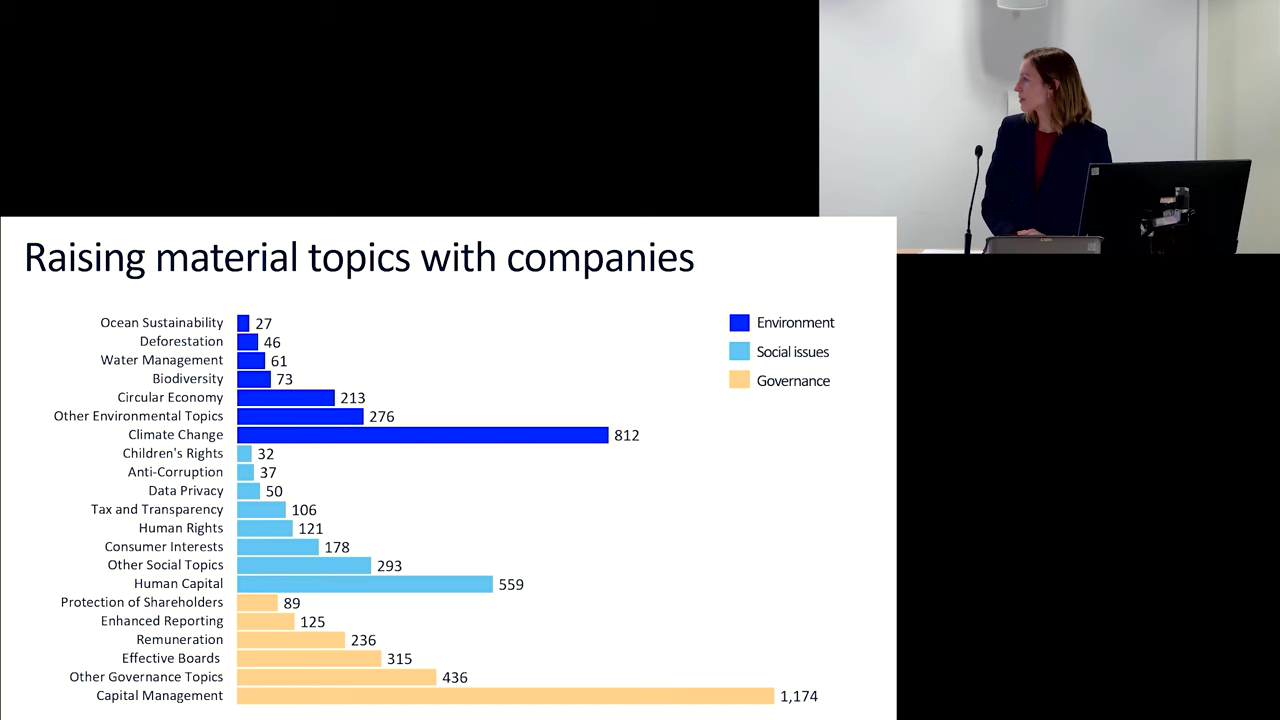 Raising material topics with companies
Ocean Sustainability 27
Deforestation 46
Water Management 61
Biodiversity 73
Circular Economy 213
Other Environmental Topics 276
Climate Change 812
Children's Rights 32
Anti-Corruption 37
Data Privacy 50
Tax and Transparency 106
Human Rights 121
Consumer Interests 178
Other Social Topics 293
Human Capital 559
Protection of Shareholders 89
Enhanced Reporting 125
Remuneration 236
Effective Boards 315
Other Governance Topics 436
Capital Management 1,174
Environment
Social issues
Governance